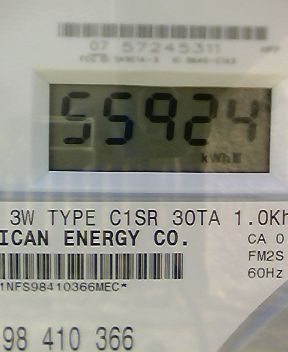 07 57245311
55924
kWh
3W TYPE C1SR 30TA 1.0Kh
ICAN ENERGY CO.
CA 0
FM2S
60Hz
1NFS98410366MEC*
98 410 366